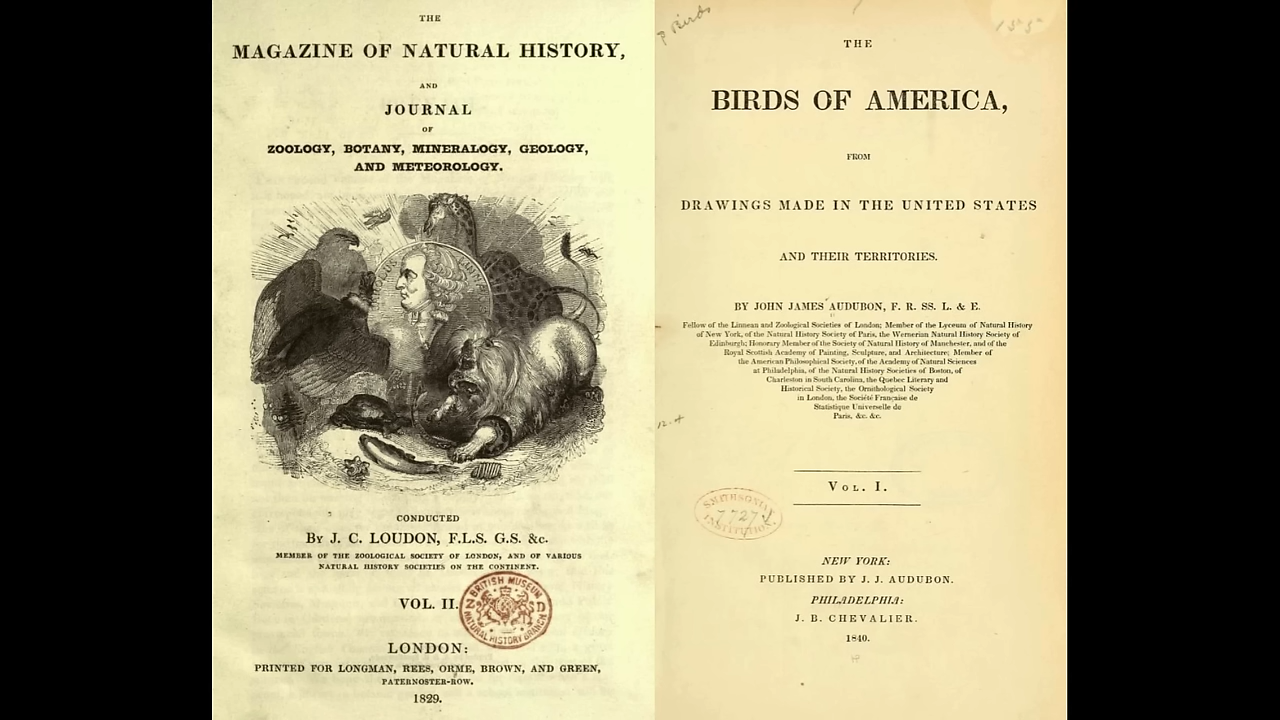 THE
MAGAZINE OF NATURAL HISTORY,
AND
JOURNAL
OF
ZOOLOGY, BOTANY, MINERALOGY, GEOLOGY,
AND METEOROLOGY.
CONDUCTED
BY J. C. LOUDON, F.L.S. G.S. &c.
MEMBER OF THE ZOOLOGICAL SOCIETY OF LONDON, AND OF VARIOUS
NATURAL HISTORY SOCIETIES ON THE CONTINENT.
VOL. II.
BRITISH MUSEUM
NATURAL HISTORY BRANCH
LONDON:
PRINTED FOR LONGMAN, REES, ORME, BROWN, AND GREEN,
PATERNOSTER-ROW.
1829.
Birds
THE
BIRDS OF AMERICA,
FROM
DRAWINGS MADE IN THE UNITED STATES
AND THEIR TERRITORIES.
BY JOHN JAMES AUDUBON, F. R. SS. L. & E.
Fellow of the Linnean and Zoological Societies of London; Member of the Lyceum of Natural History
of New York, of the Natural History Society of Paris, the Wernerian Natural History Society of
Edinburgh; Honorary Member of the Society of Natural History of Manchester, and of the
Royal Scottish Academy of Painting, Sculpture, and Architecture; Member of
the American Philosophical Society, of the Academy of Natural Sciences
at Philadelphia, of the Natural History Societies of Boston, of
Charleston in South Carolina, the Quebec Literary and
Historical Society, the Ornithological Society
in London, the Société Française de
Statistique Universelle de
Paris, &c. &c.
VOL. I.
SMITHSONIAN
7727
INSTITUTION
NEW YORK:
PUBLISHED BY J. J. AUDUBON.
PHILADELPHIA:
J. B. CHEVALIER.
1840.